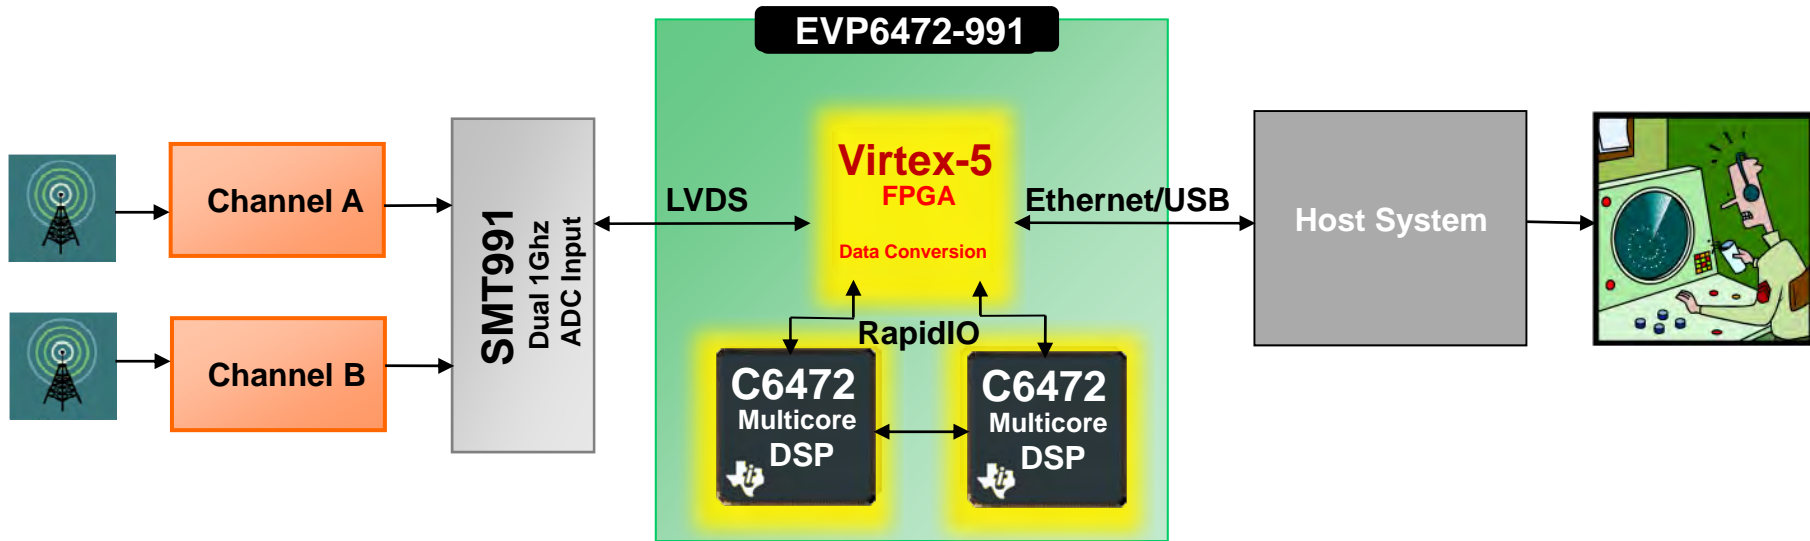 EVP6472-991
Channel A
Channel B
SMT991
Dual 1Ghz
ADC Input
LVDS
Virtex-5
FPGA
Data Conversion
Ethernet/USB
Host System
RapidIO
C6472
Multicore
DSP
C6472
Multicore
DSP